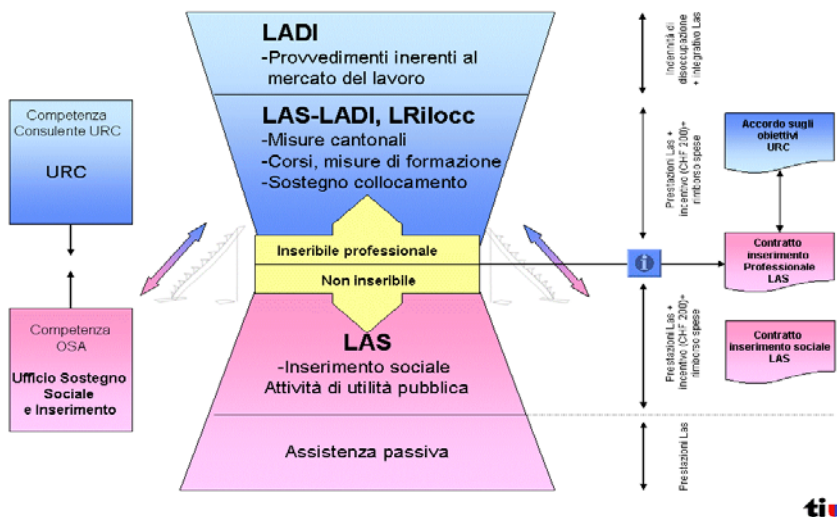 LADI
-Provvedimenti inerenti al
mercato del lavoro
LAS-LADI, LRilocc
-Misure cantonali
-Corsi, misure di formazione
-Sostegno collocamento
Inseribile professionale
Non inseribile
LAS
-Inserimento sociale
Attività di utilità pubblica
Assistenza passiva
Competenza
Consulente URC
URC
Competenza
OSA
Ufficio Sostegno
Sociale
e Inserimento
Indennità di
disoccupazione
+ integrativo Las
Prestazioni Las +
incentivo (CHF 200)+
rimborso spese
Prestazioni Las +
incentivo (CHF 200)+
rimborso spese
Prestazioni Las
i
Accordo sugli
obiettivi
URC
Contratto
inserimento
Professionale
LAS
Contratto
inserimento sociale
LAS